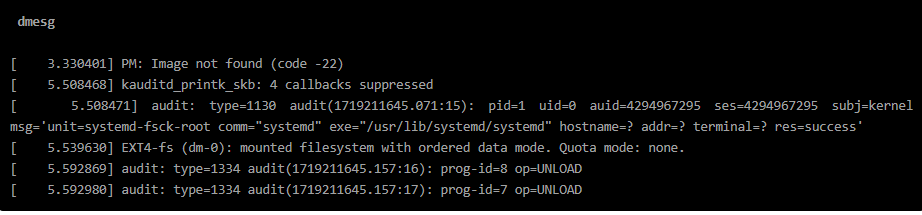 dmesg
[    3.330401] PM: Image not found (code -22)
[    5.508468] kauditd_printk_skb: 4 callbacks suppressed
[    5.508471] audit: type=1130 audit(1719211645.071:15): pid=1 uid=0 auid=4294967295 ses=4294967295 subj=kernel
msg='unit=systemd-fsck-root comm="systemd" exe="/usr/lib/systemd/systemd" hostname=? addr=? terminal=? res=success'
[    5.539630] EXT4-fs (dm-0): mounted filesystem with ordered data mode. Quota mode: none.
[    5.592869] audit: type=1334 audit(1719211645.157:16): prog-id=8 op=UNLOAD
[    5.592980] audit: type=1334 audit(1719211645.157:17): prog-id=7 op=UNLOAD